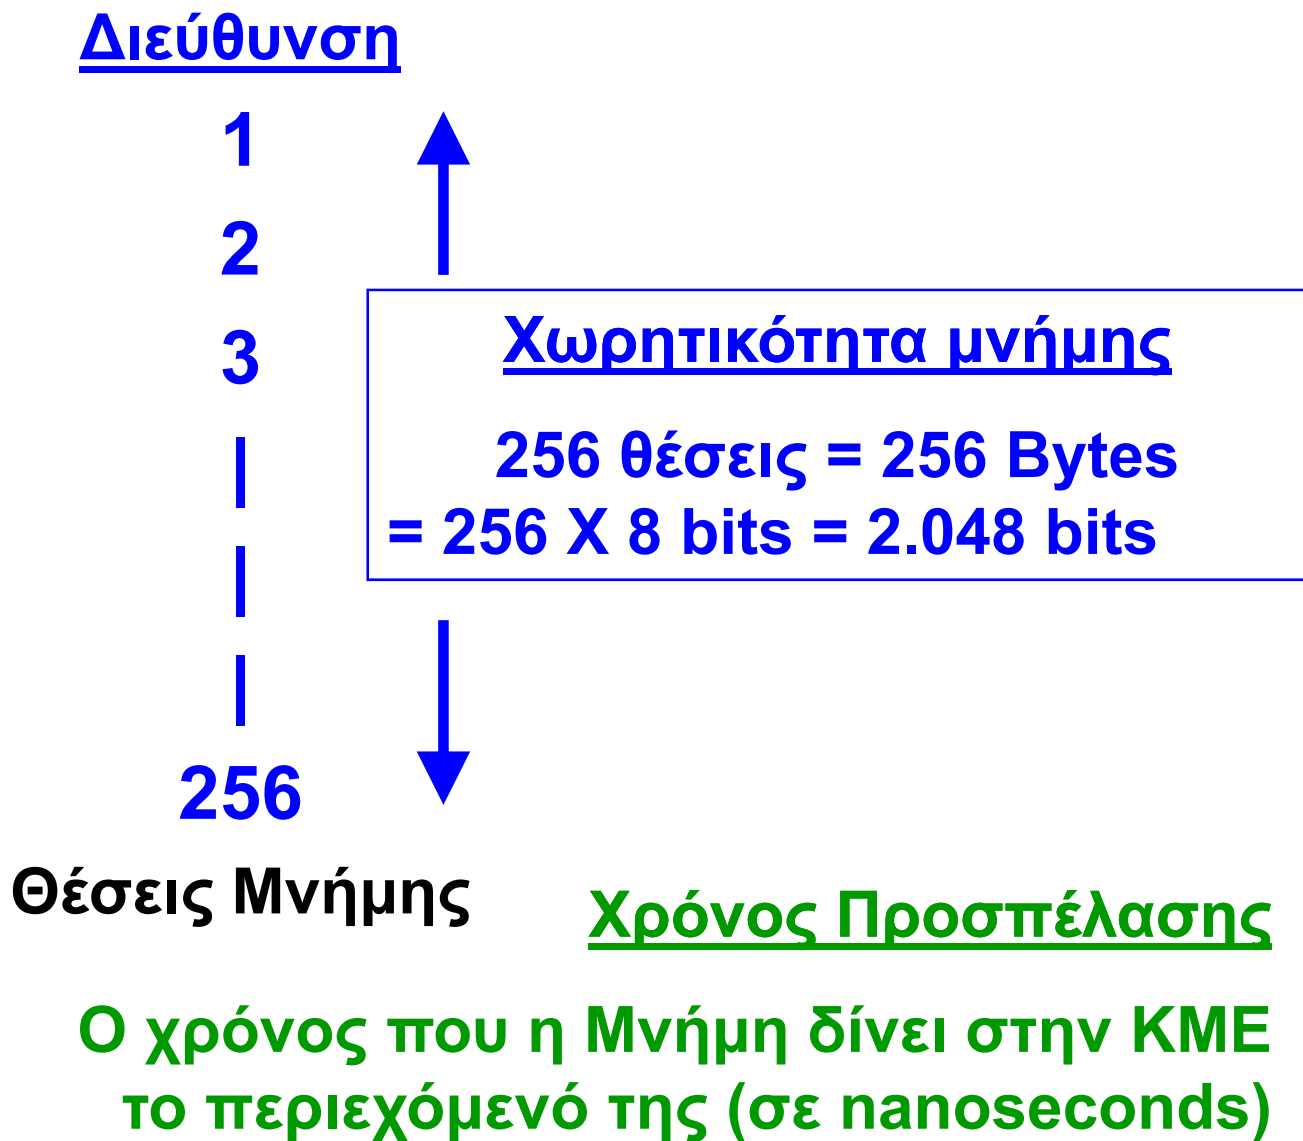 Διεύθυνση
1
2
3
|
|
|
256
Χωρητικότητα μνήμης
256 θέσεις = 256 Bytes
= 256 X 8 bits = 2.048 bits
Θέσεις Μνήμης
Χρόνος Προσπέλασης
Ο χρόνος που η Μνήμη δίνει στην ΚΜΕ
το περιεχόμενό της (σε nanoseconds)